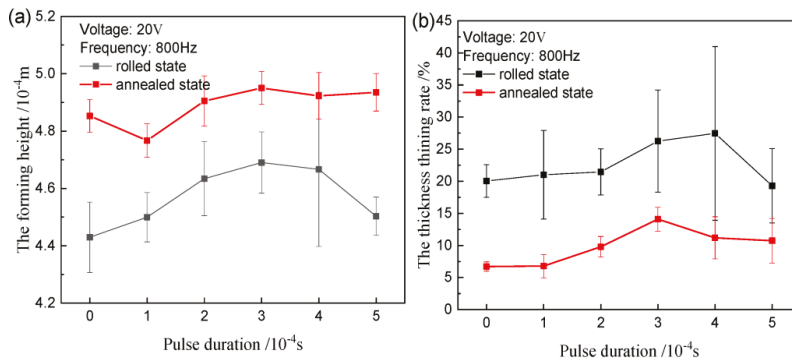 (a)
Voltage: 20V
Frequency: 800Hz
rolled state
annealed state
5.2
5.0
4.8
4.6
4.4
4.2
The forming height /10⁻⁴m
0 1 2 3 4 5
Pulse duration /10⁻⁴s
(b)
Voltage: 20V
Frequency: 800Hz
rolled state
annealed state
45
40
35
30
25
20
15
10
5
0
The thickness thining rate /%
0 1 2 3 4 5
Pulse duration /10⁻⁴s